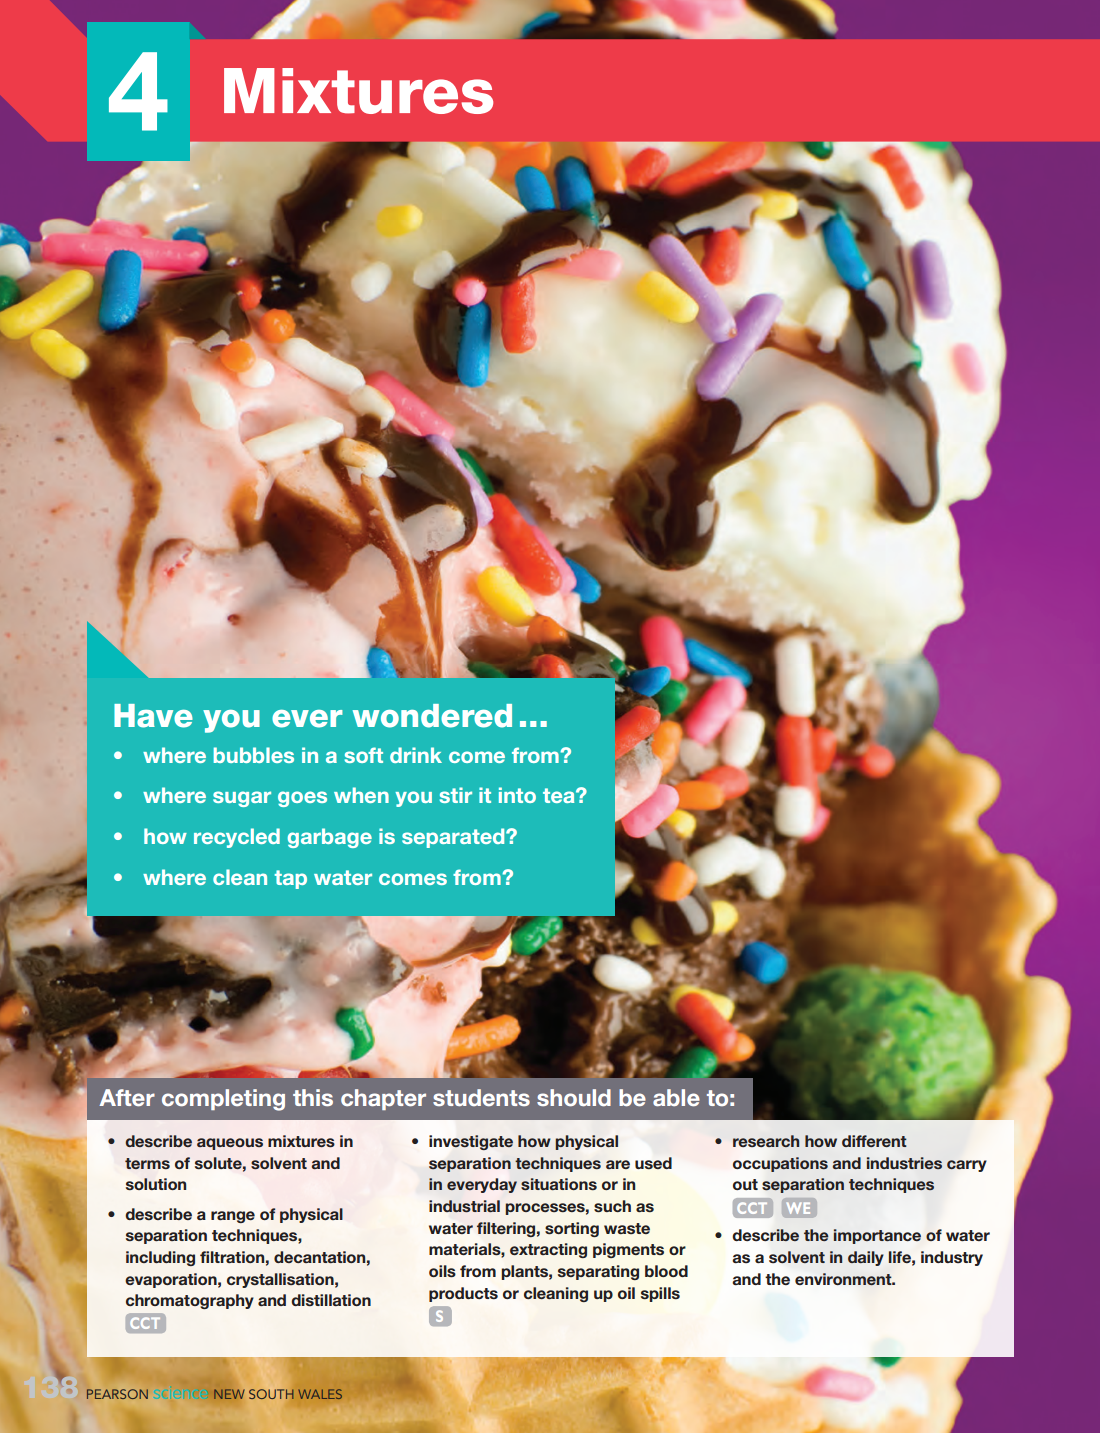 4
Mixtures
Have you ever wondered...
• where bubbles in a soft drink come from?
• where sugar goes when you stir it into tea?
• how recycled garbage is separated?
• where clean tap water comes from?
After completing this chapter students should be able to:
• describe aqueous mixtures in
terms of solute, solvent and
solution
• describe a range of physical
separation techniques,
including filtration, decantation,
evaporation, crystallisation,
chromatography and distillation
CCT
• investigate how physical
separation techniques are used
in everyday situations or in
industrial processes, such as
water filtering, sorting waste
materials, extracting pigments or
oils from plants, separating blood
products or cleaning up oil spills
S
• research how different
occupations and industries carry
out separation techniques
CCT WE
• describe the importance of water
as a solvent in daily life, industry
and the environment.
138 PEARSON science NEW SOUTH WALES